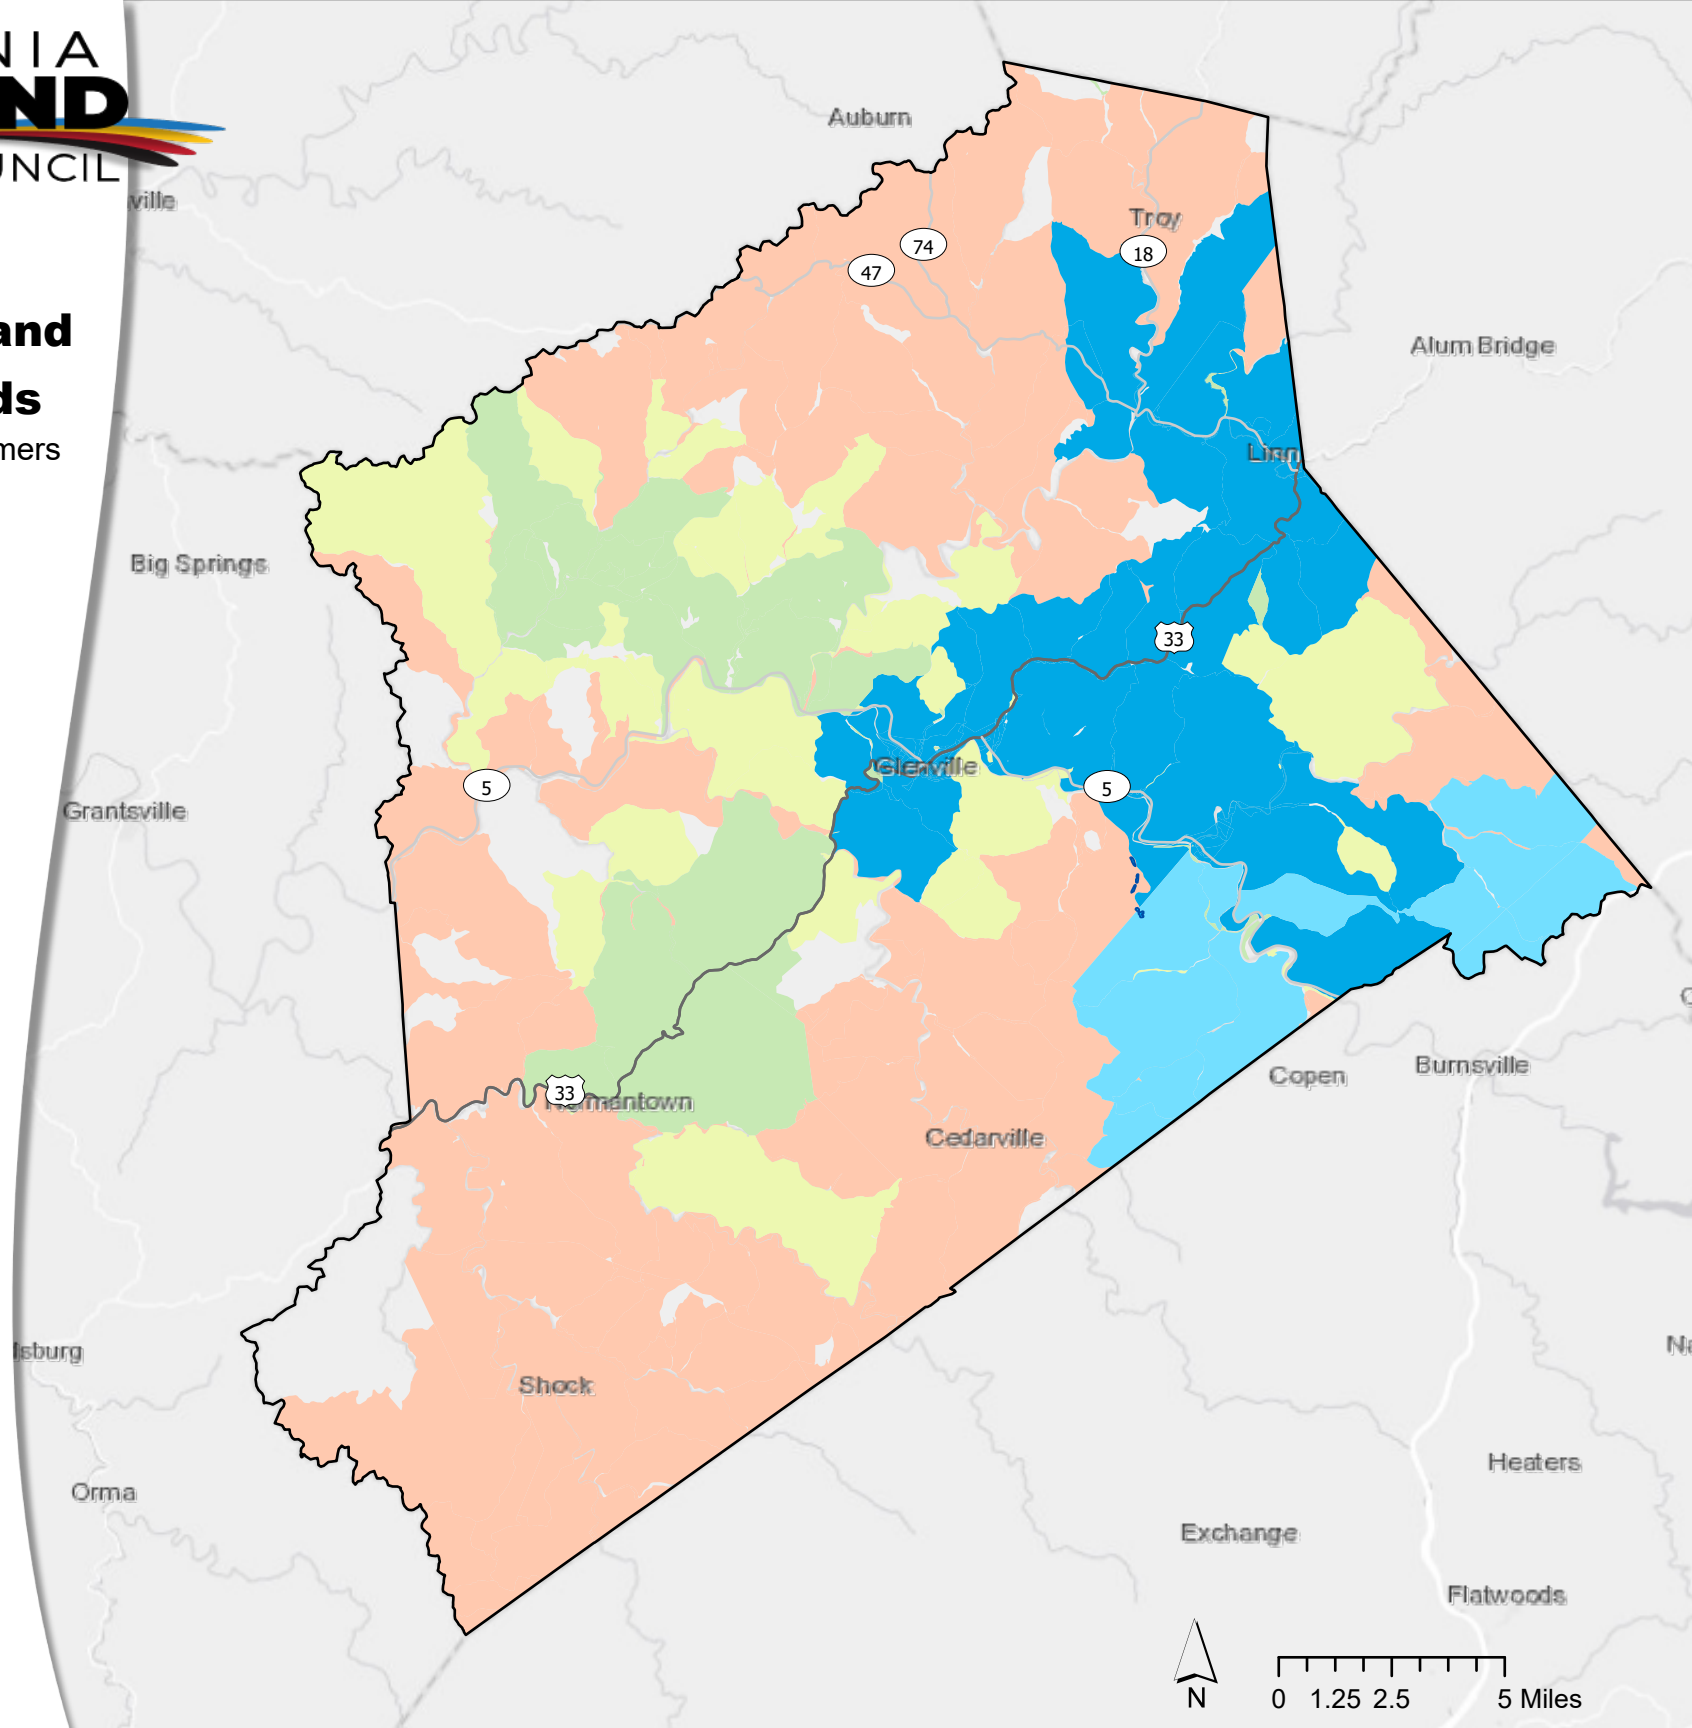 NIA
ND
UNCIL
and
ds
mers
Auburn
ville
Troy
74
18
47
Alum Bridge
Linn
Big Springs
33
Glenville
5
5
Grantsville
Copen
Burnsville
33
Normantown
Cedarville
lsburg
Na
Shock
Heaters
Orma
Exchange
Flatwoods
N
0 1.25 2.5 5 Miles